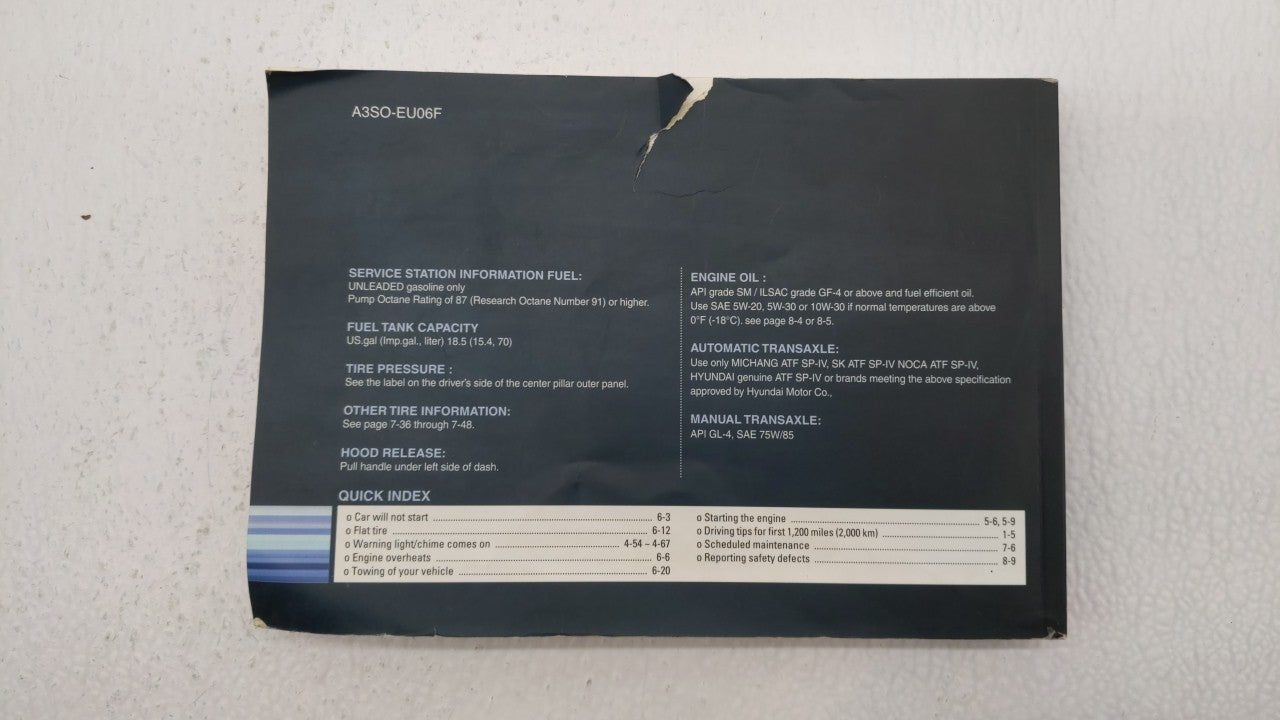 A3SO-EU06F
SERVICE STATION INFORMATION FUEL:
UNLEADED gasoline only
Pump Octane Rating of 87 (Research Octane Number 91) or higher.
FUEL TANK CAPACITY
US.gal (Imp.gal., liter) 18.5 (15.4, 70)
TIRE PRESSURE :
See the label on the driver's side of the center pillar outer panel.
OTHER TIRE INFORMATION:
See page 7-36 through 7-48.
HOOD RELEASE:
Pull handle under left side of dash.
ENGINE OIL :
API grade SM / ILSAC grade GF-4 or above and fuel efficient oil.
Use SAE 5W-20, 5W-30 or 10W-30 if normal temperatures are above
0°F (-18°C). see page 8-4 or 8-5.
AUTOMATIC TRANSAXLE:
Use only MICHANG ATF SP-IV, SK ATF SP-IV NOCA ATF SP-IV,
HYUNDAI genuine ATF SP-IV or brands meeting the above specification
approved by Hyundai Motor Co.,
MANUAL TRANSAXLE:
API GL-4, SAE 75W/85
QUICK INDEX
o Car will not start ........ 6-3
o Flat tire ........ 6-12
o Warning light/chime comes on ........ 4-54 ~ 4-67
o Engine overheats ........ 6-6
o Towing of your vehicle ........ 6-20
o Starting the engine ........ 5-6, 5-9
o Driving tips for first 1,200 miles (2,000 km) ........ 1-5
o Scheduled maintenance ........ 7-6
o Reporting safety defects ........ 8-9